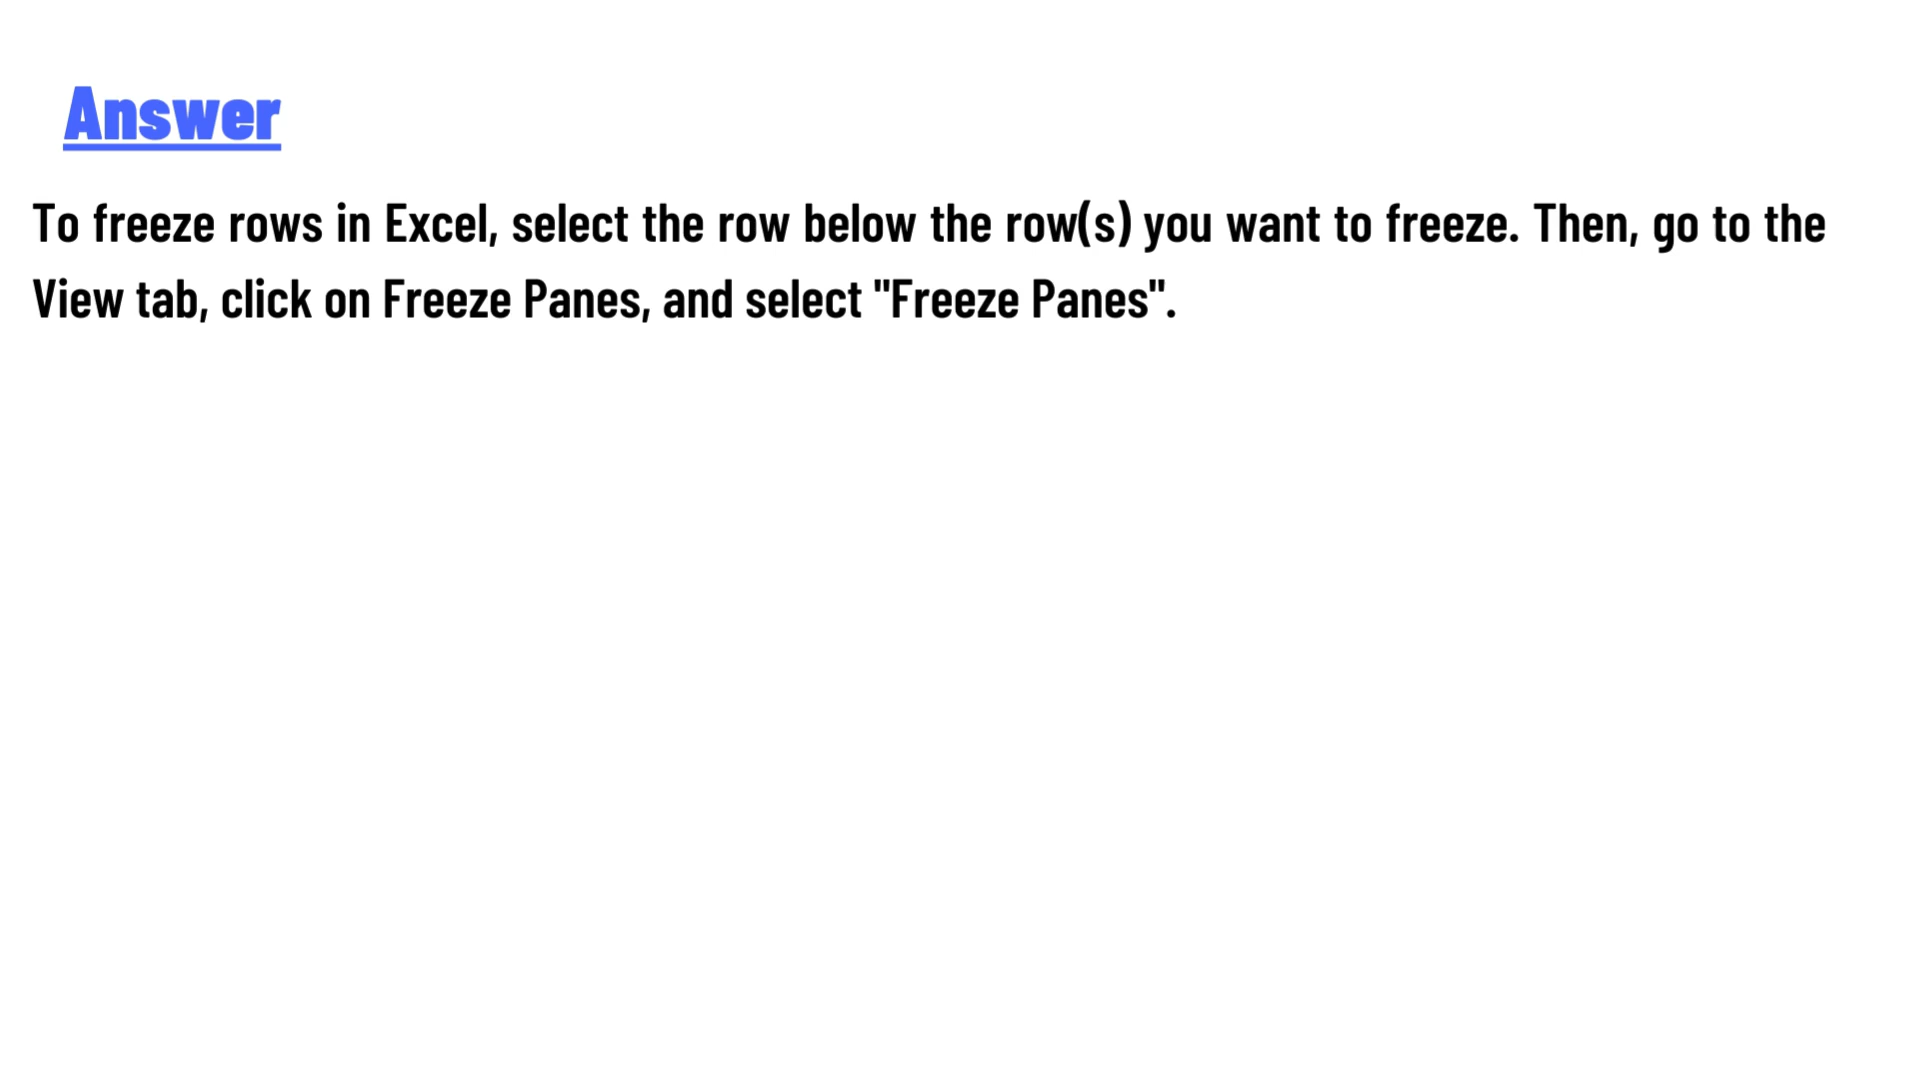 Answer
To freeze rows in Excel, select the row below the row(s) you want to freeze. Then, go to the
View tab, click on Freeze Panes, and select "Freeze Panes".